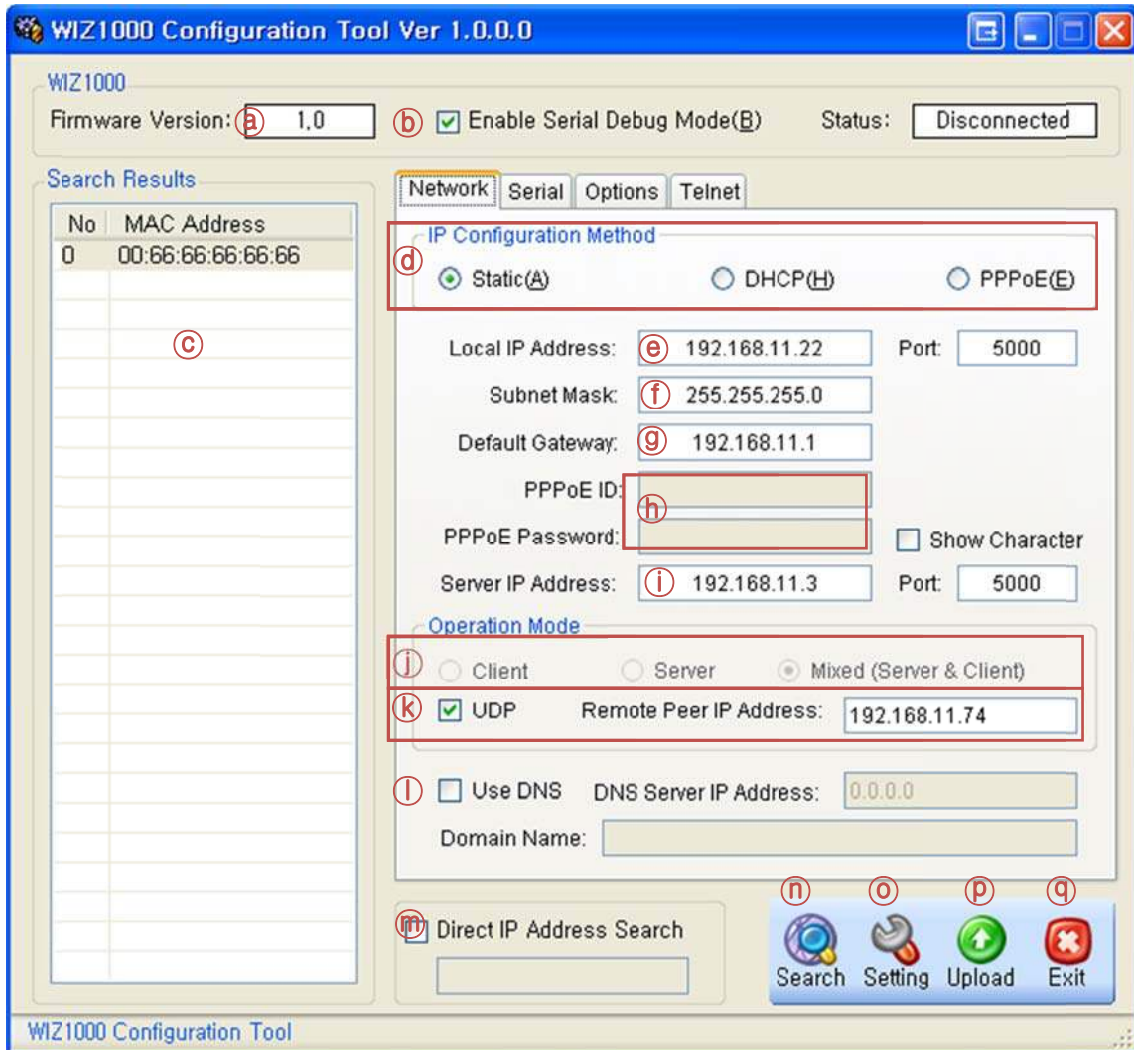 WIZ1000 Configuration Tool Ver 1.0.0.0
WIZ1000
Firmware Version: ⓐ 1,0 ⓑ Enable Serial Debug Mode(B) Status: Disconnected
Search Results
No MAC Address
0 00:66:66:66:66:66
ⓒ
Network Serial Options Telnet
IP Configuration Method
ⓓ Static(A) DHCP(H) PPPoE(E)
Local IP Address: ⓔ 192.168.11.22 Port: 5000
Subnet Mask: ⓕ 255.255.255.0
Default Gateway: ⓖ 192.168.11.1
PPPoE ID:
ⓗ
PPPoE Password: Show Character
Server IP Address: ⓘ 192.168.11.3 Port: 5000
Operation Mode
ⓙ Client Server Mixed (Server & Client)
ⓚ UDP Remote Peer IP Address: 192.168.11.74
ⓛ Use DNS DNS Server IP Address: 0.0.0.0
Domain Name:
ⓜ Direct IP Address Search
ⓝ ⓞ ⓟ ⓠ
Search Setting Upload Exit
WIZ1000 Configuration Tool